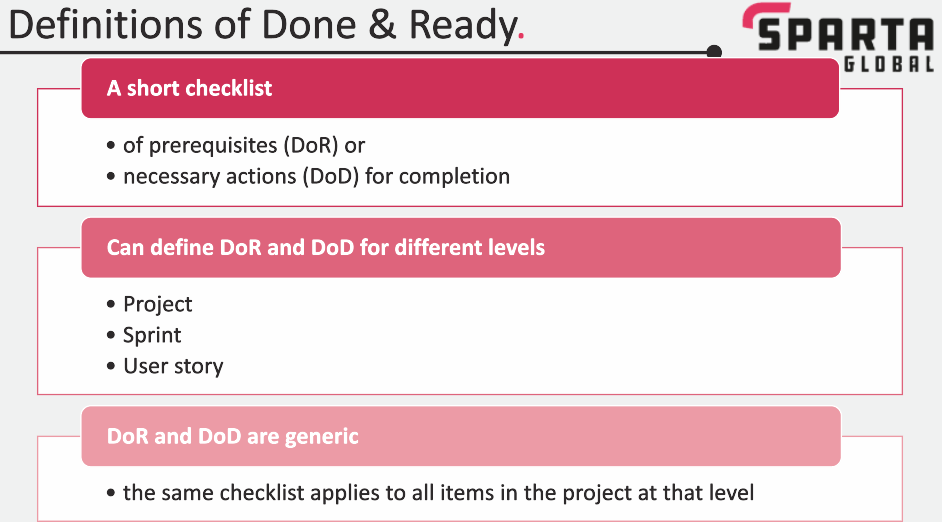 Definitions of Done & Ready.
SPARTA
GLOBAL
A short checklist
• of prerequisites (DoR) or
• necessary actions (DoD) for completion
Can define DoR and DoD for different levels
• Project
• Sprint
• User story
DoR and DoD are generic
• the same checklist applies to all items in the project at that level